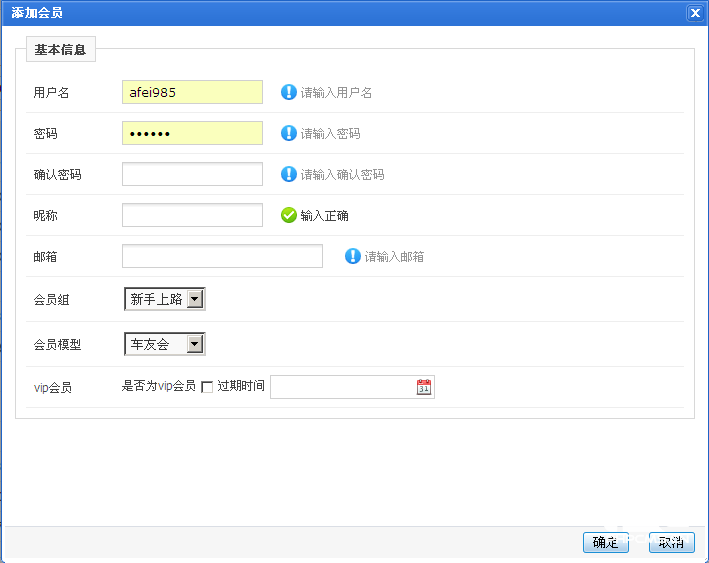 添加会员
基本信息
用户名 afei985 请输入用户名
密码 •••••• 请输入密码
确认密码 请输入确认密码
昵称 输入正确
邮箱 请输入邮箱
会员组 新手上路
会员模型 车友会
vip会员 是否为vip会员 过期时间 31
确定 取消